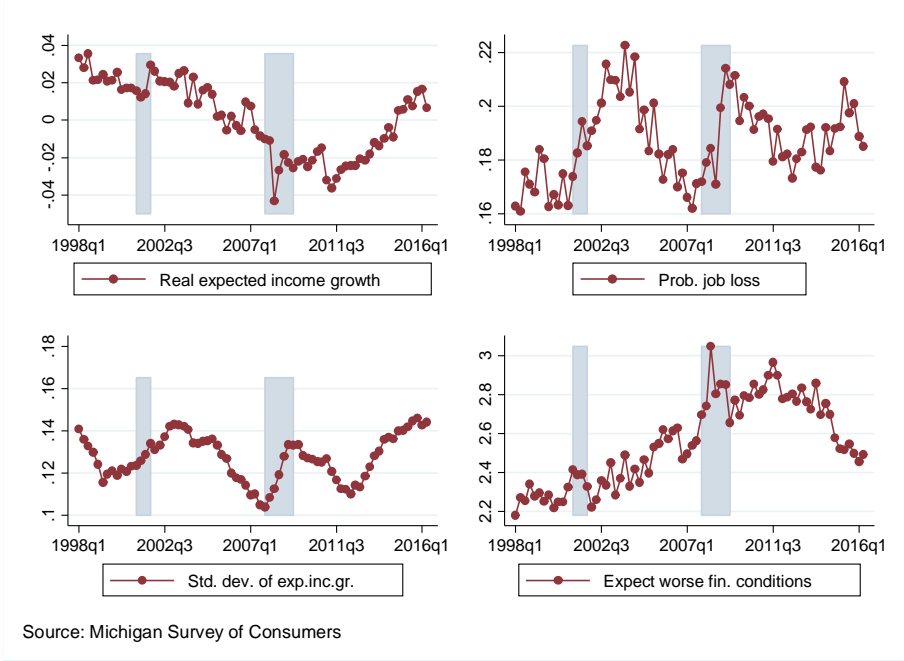 .04
.02
0
-.02
-.04
1998q1 2002q3 2007q1 2011q3 2016q1
Real expected income growth
.22
.2
.18
.16
1998q1 2002q3 2007q1 2011q3 2016q1
Prob. job loss
.18
.16
.14
.12
.1
1998q1 2002q3 2007q1 2011q3 2016q1
Std. dev. of exp.inc.gr.
3
2.8
2.6
2.4
2.2
1998q1 2002q3 2007q1 2011q3 2016q1
Expect worse fin. conditions
Source: Michigan Survey of Consumers